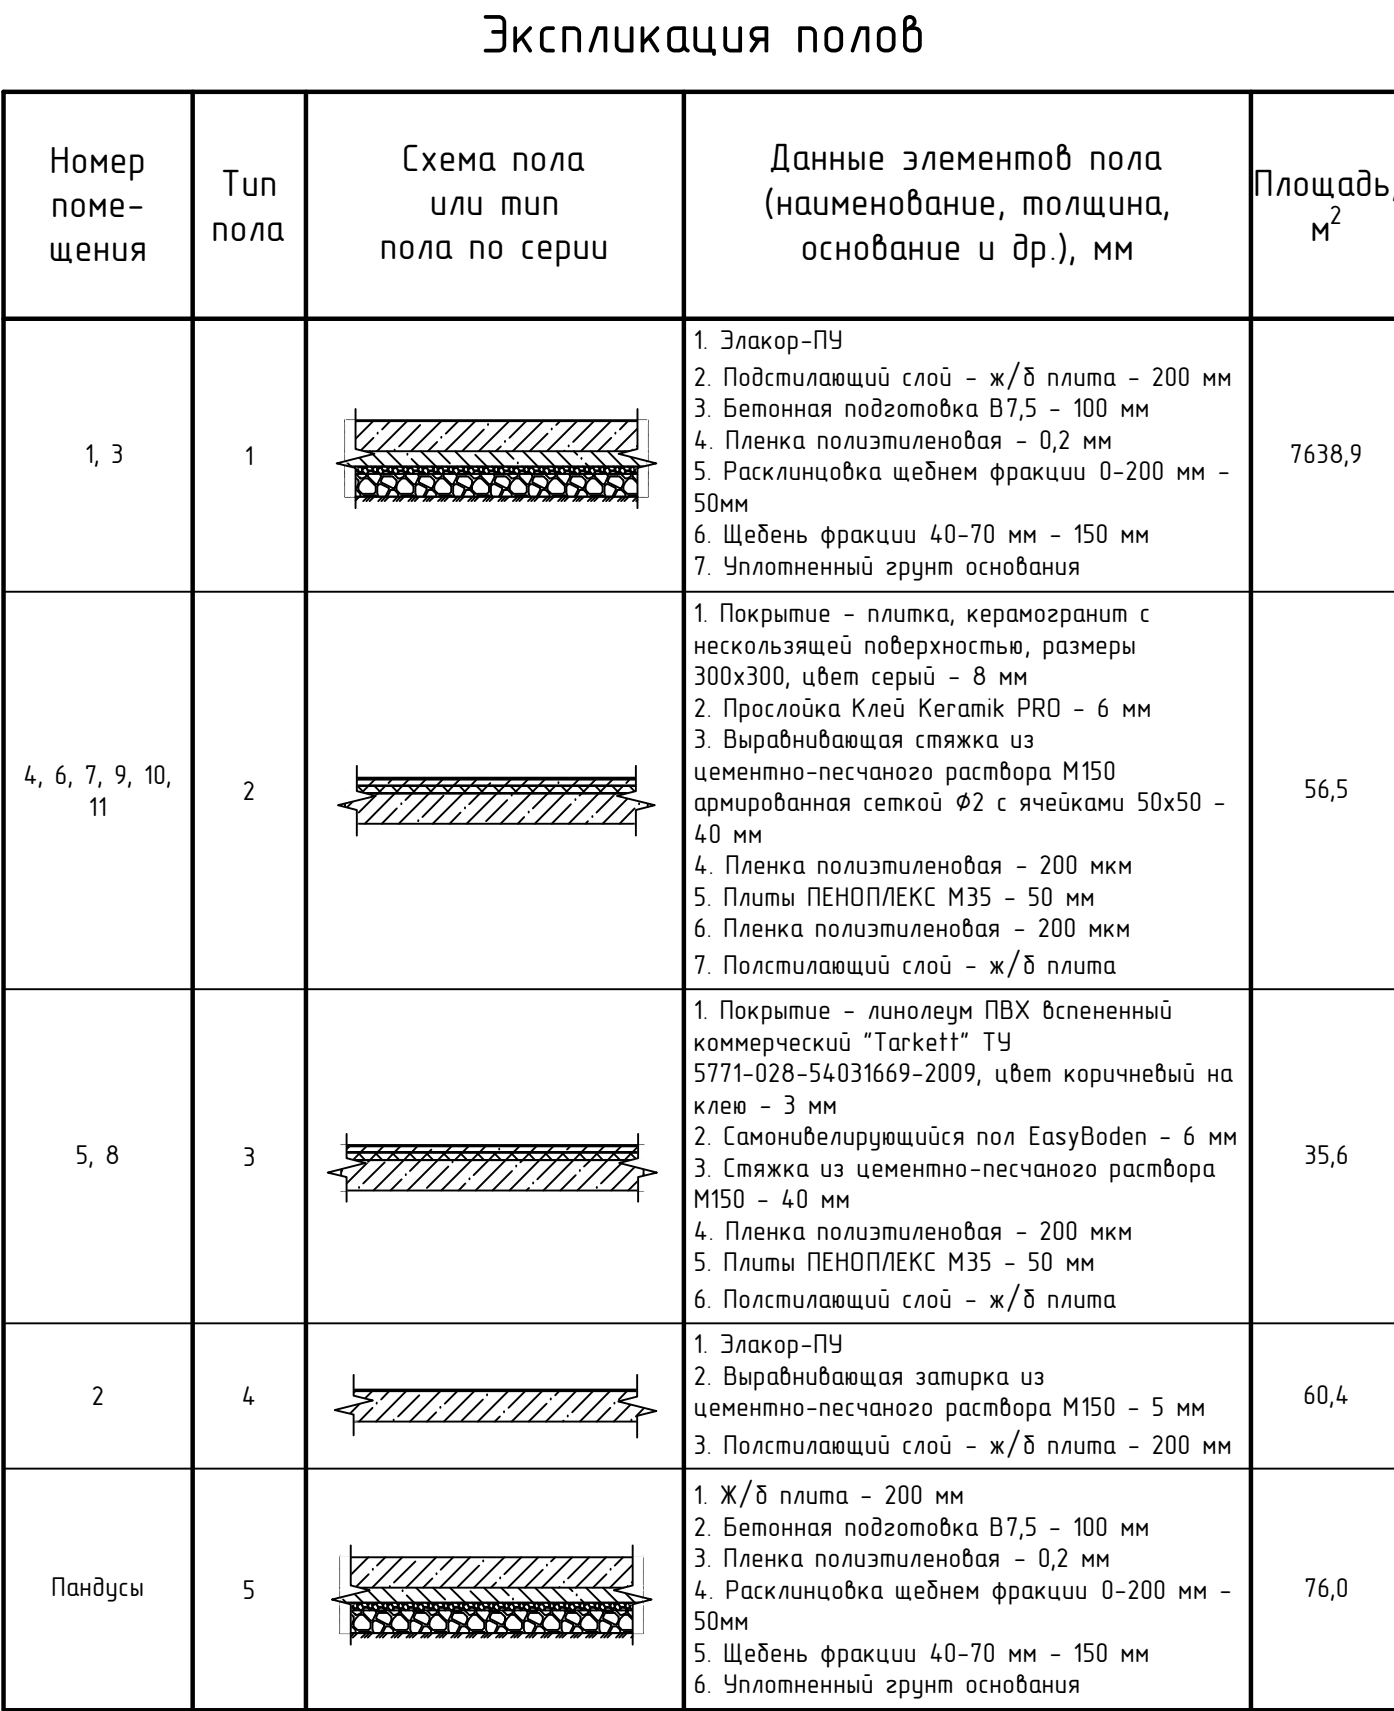 Экспликация полов
Номер
поме-
щения
Тип
пола
Схема пола
или тип
пола по серии
Данные элементов пола
(наименование, толщина,
основание и др.), мм
Площадь,
м²
1, 3
1
1. Элакор-ПУ
2. Подстилающий слой - ж/б плита - 200 мм
3. Бетонная подготовка В7,5 - 100 мм
4. Пленка полиэтиленовая - 0,2 мм
5. Расклинцовка щебнем фракции 0-200 мм -
50мм
6. Щебень фракции 40-70 мм - 150 мм
7. Уплотненный грунт основания
7638,9
4, 6, 7, 9, 10,
11
2
1. Покрытие - плитка, керамогранит с
нескользящей поверхностью, размеры
300х300, цвет серый - 8 мм
2. Прослойка Клей Keramik PRO - 6 мм
3. Выравнивающая стяжка из
цементно-песчаного раствора М150
армированная сеткой Ф2 с ячейками 50х50 -
40 мм
4. Пленка полиэтиленовая - 200 мкм
5. Плиты ПЕНОПЛЕКС М35 - 50 мм
6. Пленка полиэтиленовая - 200 мкм
7. Полстилающий слой - ж/б плита
56,5
5, 8
3
1. Покрытие - линолеум ПВХ вспененный
коммерческий "Tarkett" ТУ
5771-028-54031669-2009, цвет коричневый на
клею - 3 мм
2. Самонивелирующийся пол EasyBoden - 6 мм
3. Стяжка из цементно-песчаного раствора
М150 - 40 мм
4. Пленка полиэтиленовая - 200 мкм
5. Плиты ПЕНОПЛЕКС М35 - 50 мм
6. Полстилающий слой - ж/б плита
35,6
2
4
1. Элакор-ПУ
2. Выравнивающая затирка из
цементно-песчаного раствора М150 - 5 мм
3. Полстилающий слой - ж/б плита - 200 мм
60,4
Пандусы
5
1. Ж/б плита - 200 мм
2. Бетонная подготовка В7,5 - 100 мм
3. Пленка полиэтиленовая - 0,2 мм
4. Расклинцовка щебнем фракции 0-200 мм -
50мм
5. Щебень фракции 40-70 мм - 150 мм
6. Уплотненный грунт основания
76,0